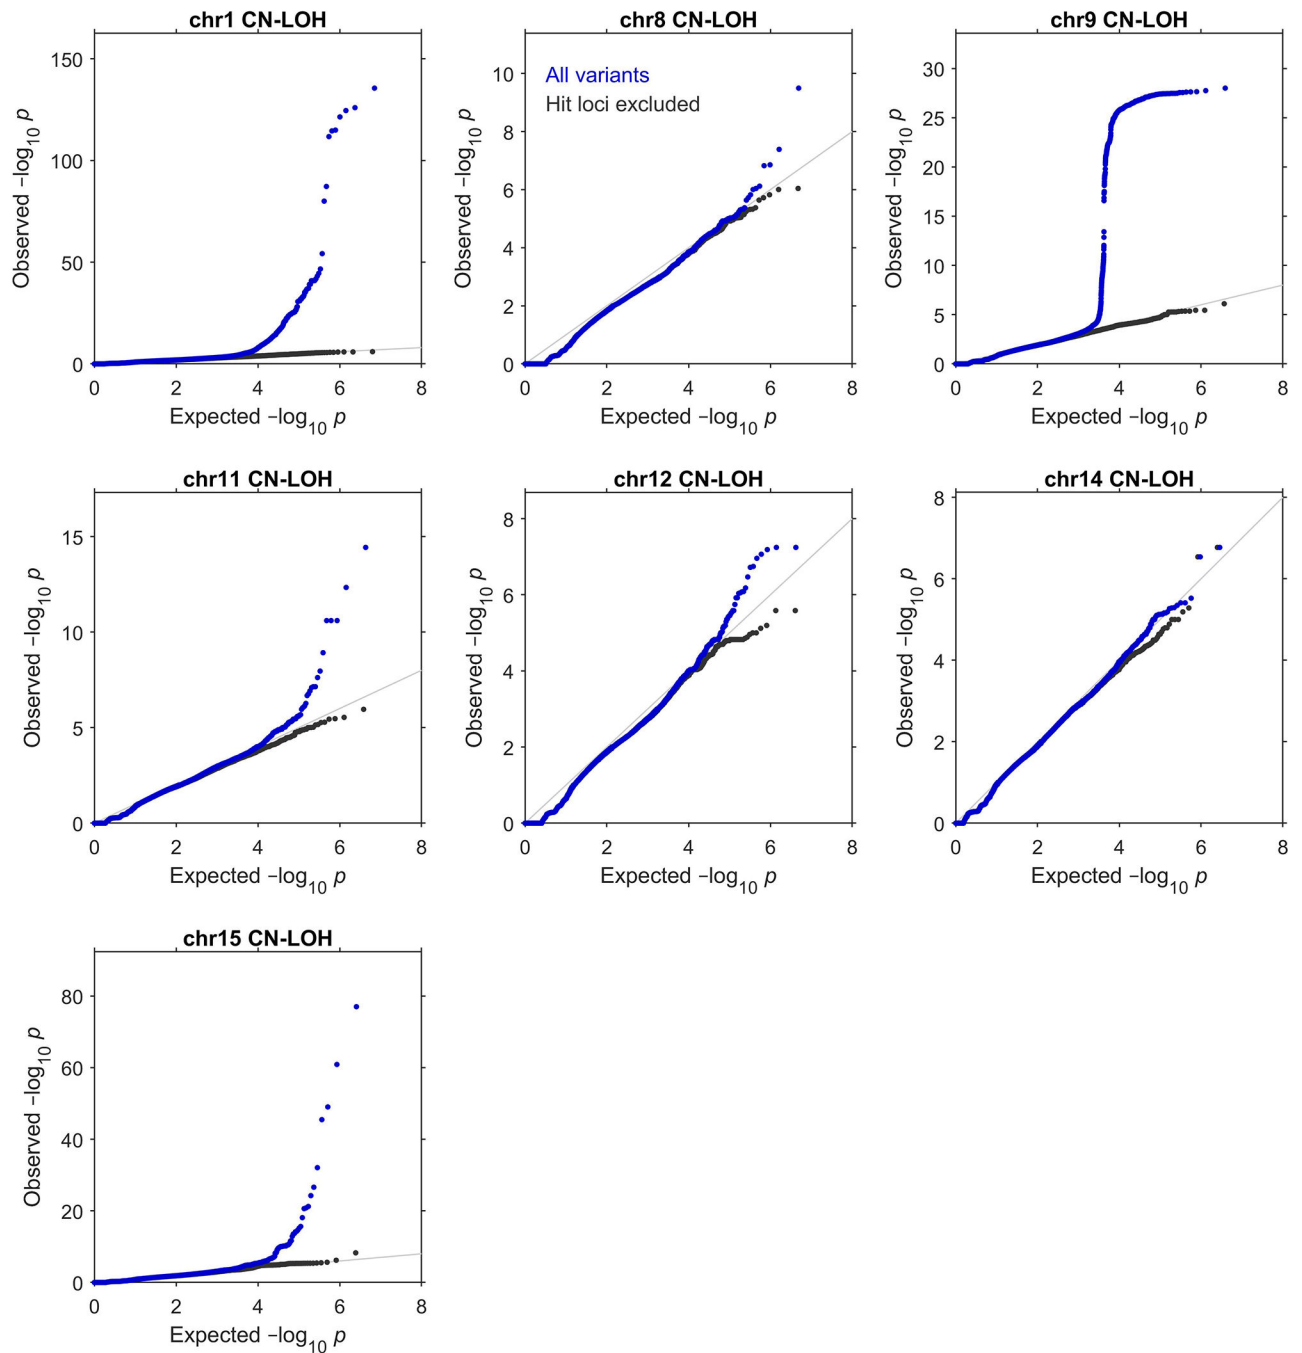 chr1 CN-LOH
150
100
50
0
0 2 4 6 8
Observed −log10 p
Expected −log10 p
chr8 CN-LOH
All variants
Hit loci excluded
10
8
6
4
2
0
0 2 4 6 8
Observed −log10 p
Expected −log10 p
chr9 CN-LOH
30
25
20
15
10
5
0
0 2 4 6 8
Observed −log10 p
Expected −log10 p
chr11 CN-LOH
15
10
5
0
0 2 4 6 8
Observed −log10 p
Expected −log10 p
chr12 CN-LOH
8
6
4
2
0
0 2 4 6 8
Observed −log10 p
Expected −log10 p
chr14 CN-LOH
8
6
4
2
0
0 2 4 6 8
Observed −log10 p
Expected −log10 p
chr15 CN-LOH
80
60
40
20
0
0 2 4 6 8
Observed −log10 p
Expected −log10 p